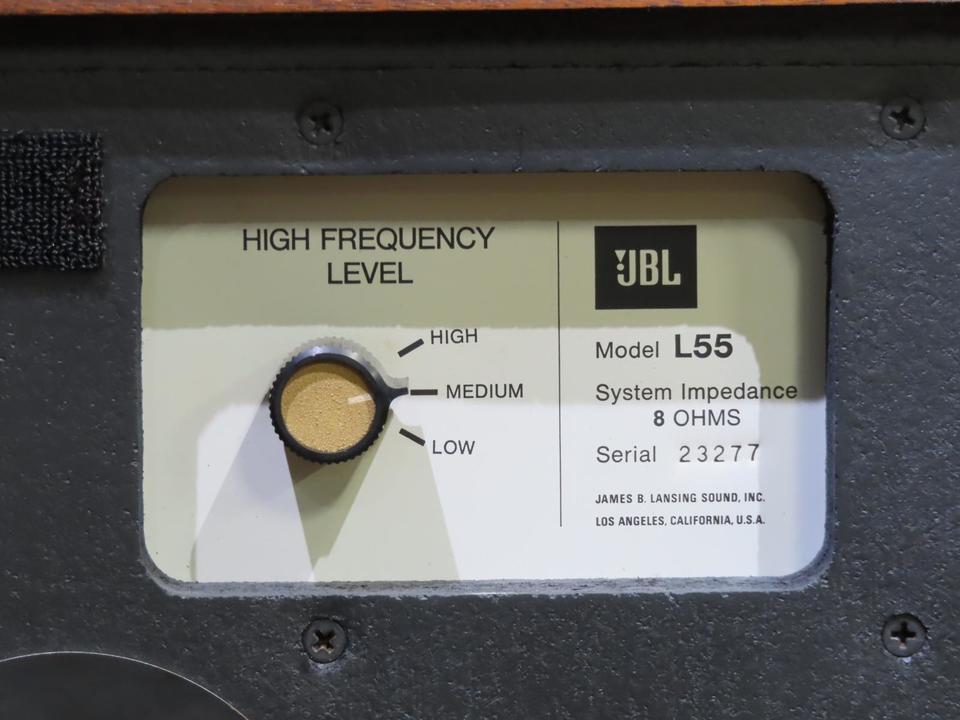 HIGH FREQUENCY
LEVEL
HIGH
MEDIUM
LOW
JBL
Model L55
System Impedance
8 OHMS
Serial 23277
JAMES B. LANSING SOUND, INC.
LOS ANGELES, CALIFORNIA, U.S.A.